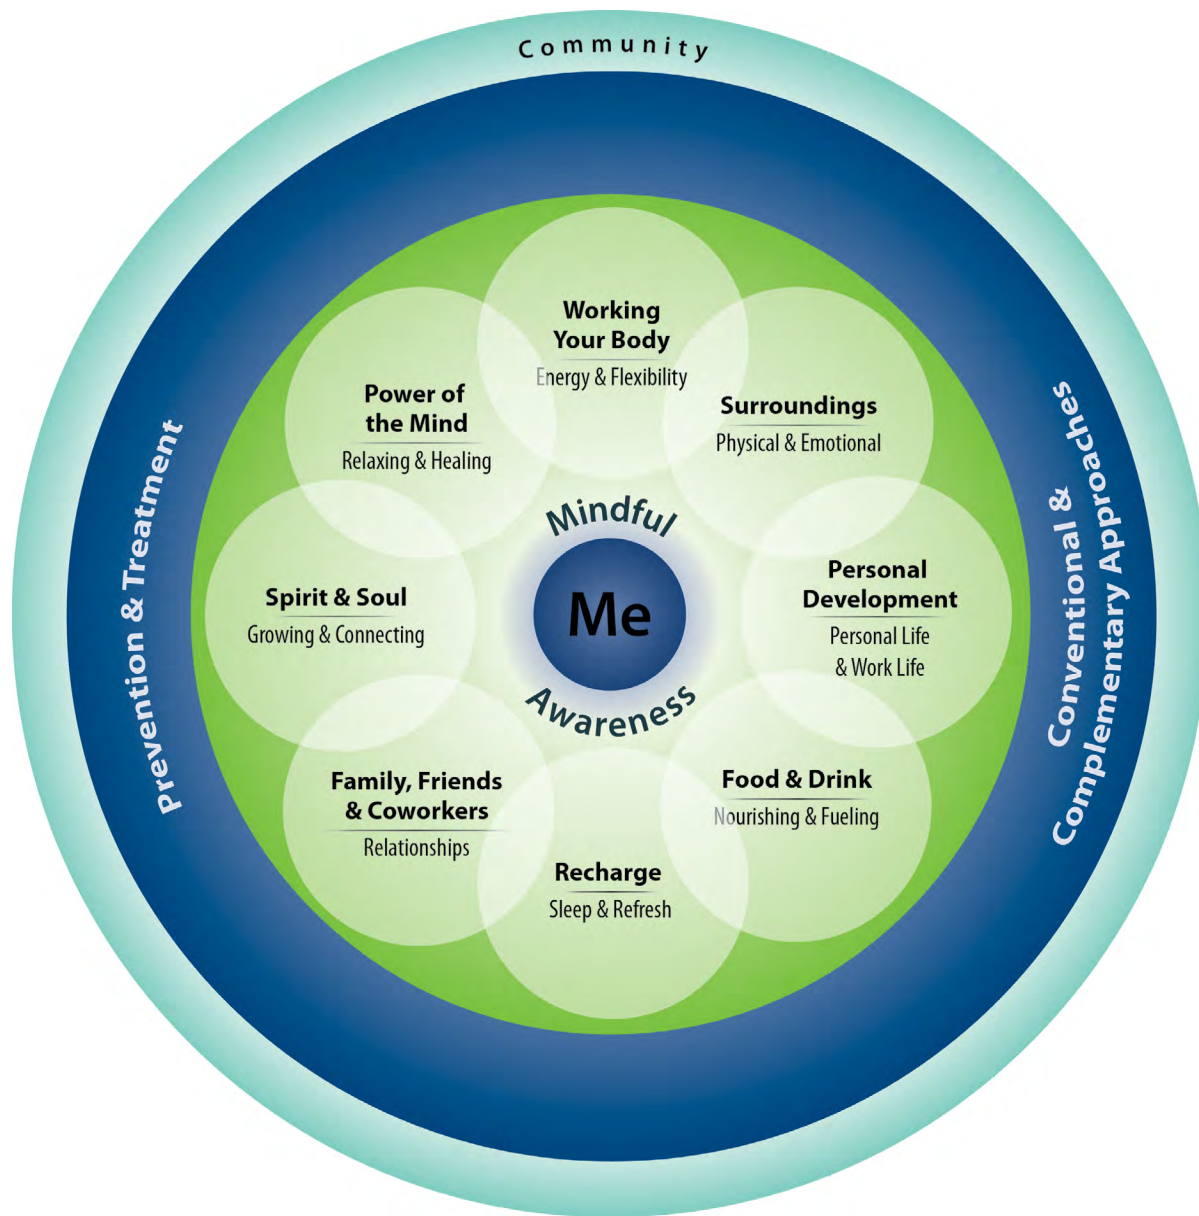 Community
Prevention & Treatment
Conventional &
Complementary Approaches
Working
Your Body
Energy & Flexibility
Surroundings
Physical & Emotional
Personal
Development
Personal Life
& Work Life
Food & Drink
Nourishing & Fueling
Recharge
Sleep & Refresh
Family, Friends
& Coworkers
Relationships
Spirit & Soul
Growing & Connecting
Power of
the Mind
Relaxing & Healing
Mindful
Me
Awareness